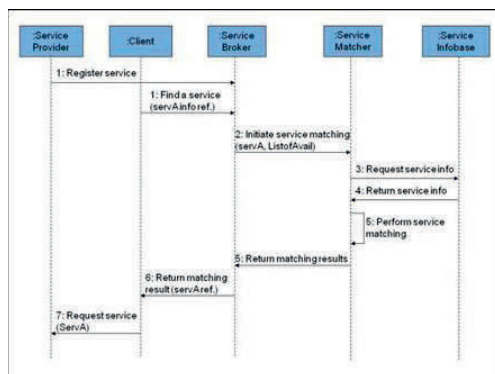 :Service
Provider
:Client
:Service
Broker
:Service
Matcher
:Service
Infobase
1: Register service
1: Find a service
(servAinfo ref.)
2: Initiate service matching
(servA, ListofAvail)
3: Request service info
4: Return service info
5: Perform service
matching
5: Return matching results
6: Return matching
result (servA ref.)
7: Request service
(ServA)